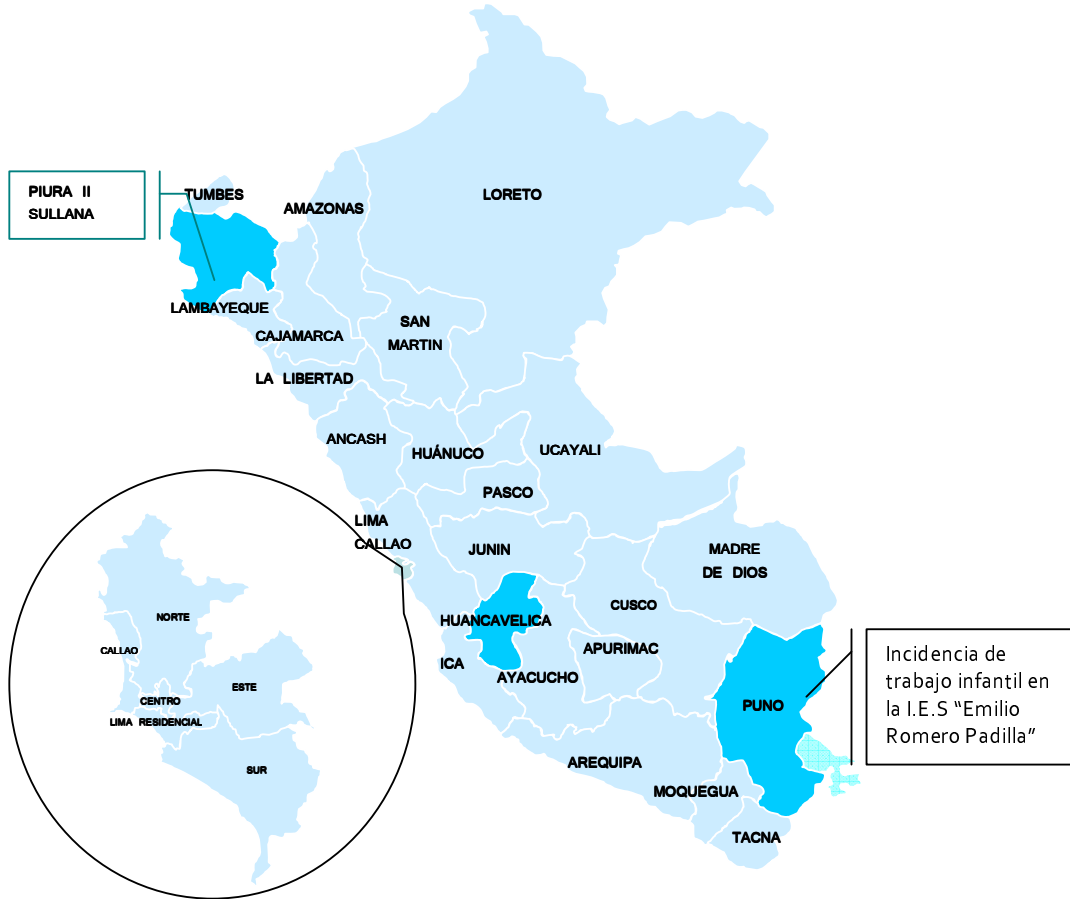 PIURA II
SULLANA
TUMBES
AMAZONAS
LORETO
LAMBAYEQUE
CAJAMARCA
SAN
MARTIN
LA LIBERTAD
ANCASH
HUÁNUCO
UCAYALI
PASCO
LIMA
CALLAO
JUNIN
MADRE
DE DIOS
CUSCO
HUANCAVELICA
APURIMAC
ICA
AYACUCHO
PUNO
AREQUIPA
MOQUEGUA
TACNA
Incidencia de
trabajo infantil en
la I.E.S “Emilio
Romero Padilla”
NORTE
CALLAO
ESTE
CENTRO
LIMA RESIDENCIAL
SUR